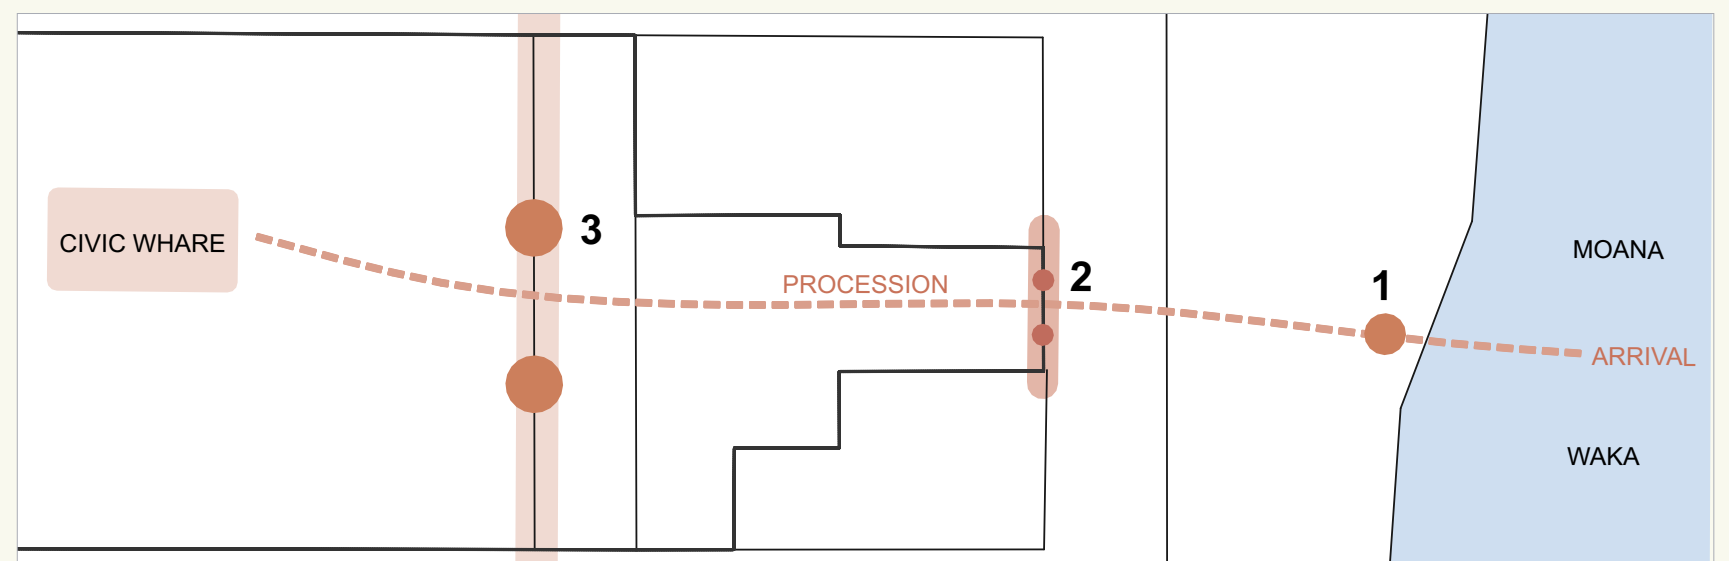 CIVIC WHARE
3
PROCESSION
2
1
MOANA
ARRIVAL
WAKA